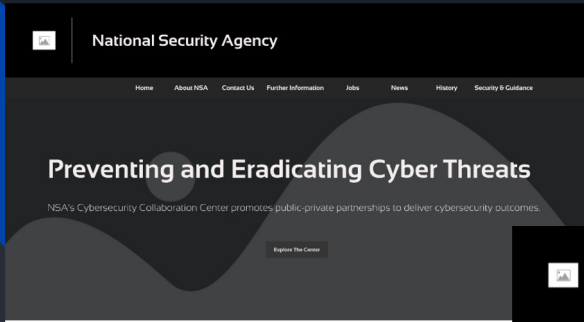 National Security Agency
Home About NSA Contact Us Further Information Jobs News History Security & Guidance
Preventing and Eradicating Cyber Threats
NSA's Cybersecurity Collaboration Center promotes public-private partnerships to deliver cybersecurity outcomes.
Explore The Center